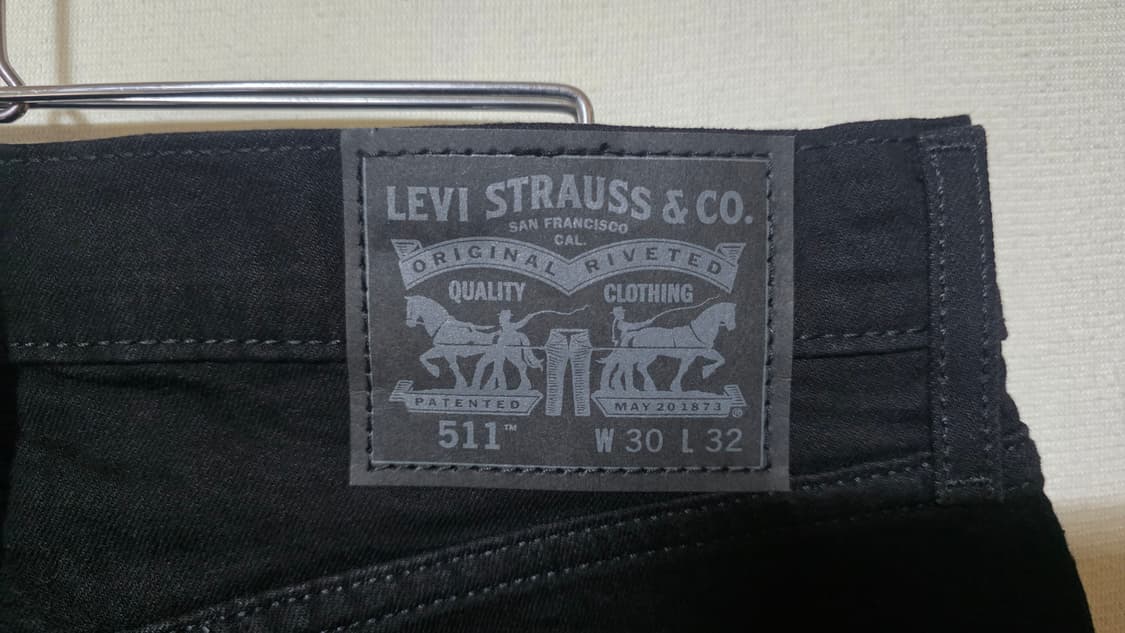 LEVI STRAUSS & CO.
SAN FRANCISCO
CAL.
ORIGINAL RIVETED
QUALITY CLOTHING
PATENTED MAY 20 1873 ®
511™ W 30 L 32